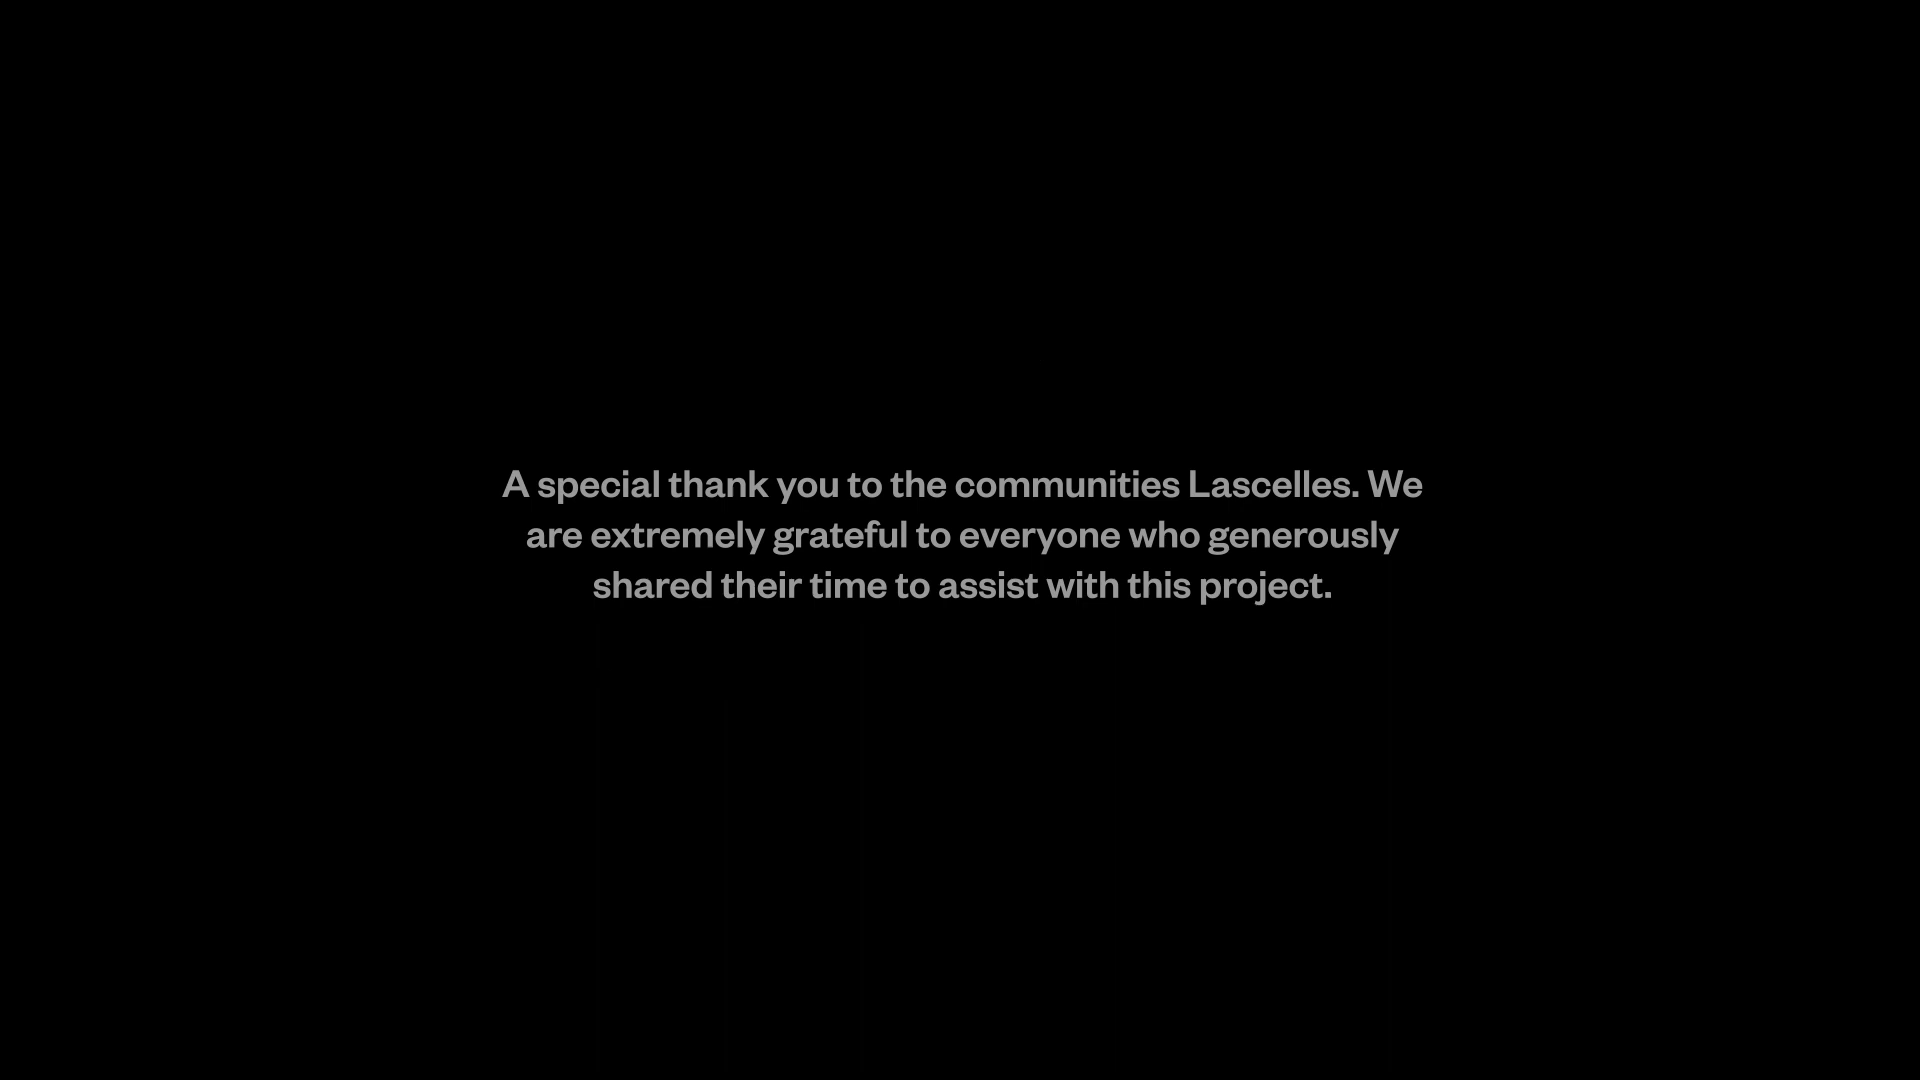 A special thank you to the communities Lascelles. We
are extremely grateful to everyone who generously
shared their time to assist with this project.